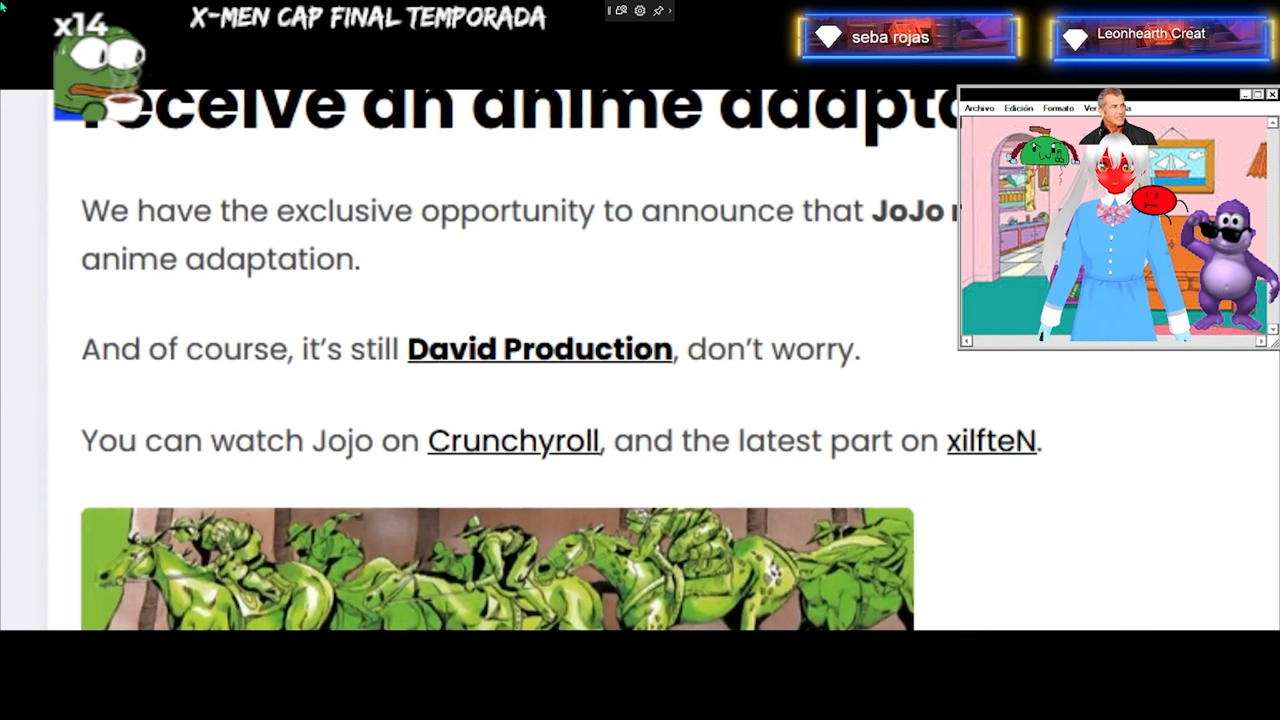 x14
X-MEN CAP FINAL TEMPORADA
seba rojas
Leonhearth Creat
receive an anime
Archivo Edición Formato
We have the exclusive opportunity to announce that JoJo
anime adaptation.
And of course, it's still David Production, don't worry.
You can watch Jojo on Crunchyroll, and the latest part on xilfteN.